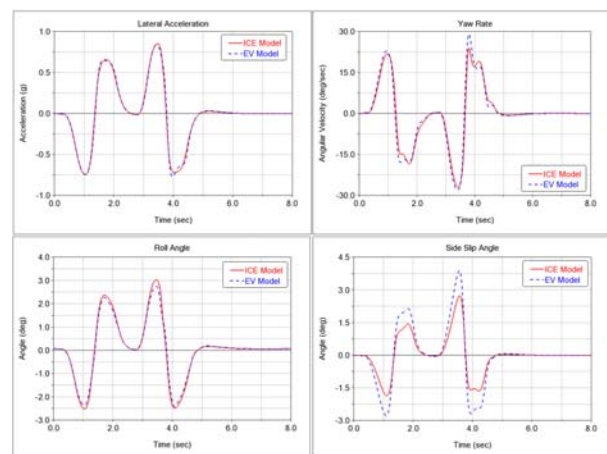 Lateral Acceleration
ICE Model
EV Model
Acceleration (g)
1.0
0.5
0.0
-0.5
-1.0
0.0 2.0 4.0 6.0 8.0
Time (sec)
Yaw Rate
ICE Model
EV Model
Angular Velocity (deg/sec)
30.0
15.0
0.0
-15.0
-30.0
0.0 2.0 4.0 6.0 8.0
Time (sec)
Roll Angle
ICE Model
EV Model
Angle (deg)
4.0
3.0
2.0
1.0
0.0
-1.0
-2.0
-3.0
0.0 2.0 4.0 6.0 8.0
Time (sec)
Side Slip Angle
ICE Model
EV Model
Angle (deg)
4.5
3.0
1.5
0.0
-1.5
-3.0
0.0 2.0 4.0 6.0 8.0
Time (sec)